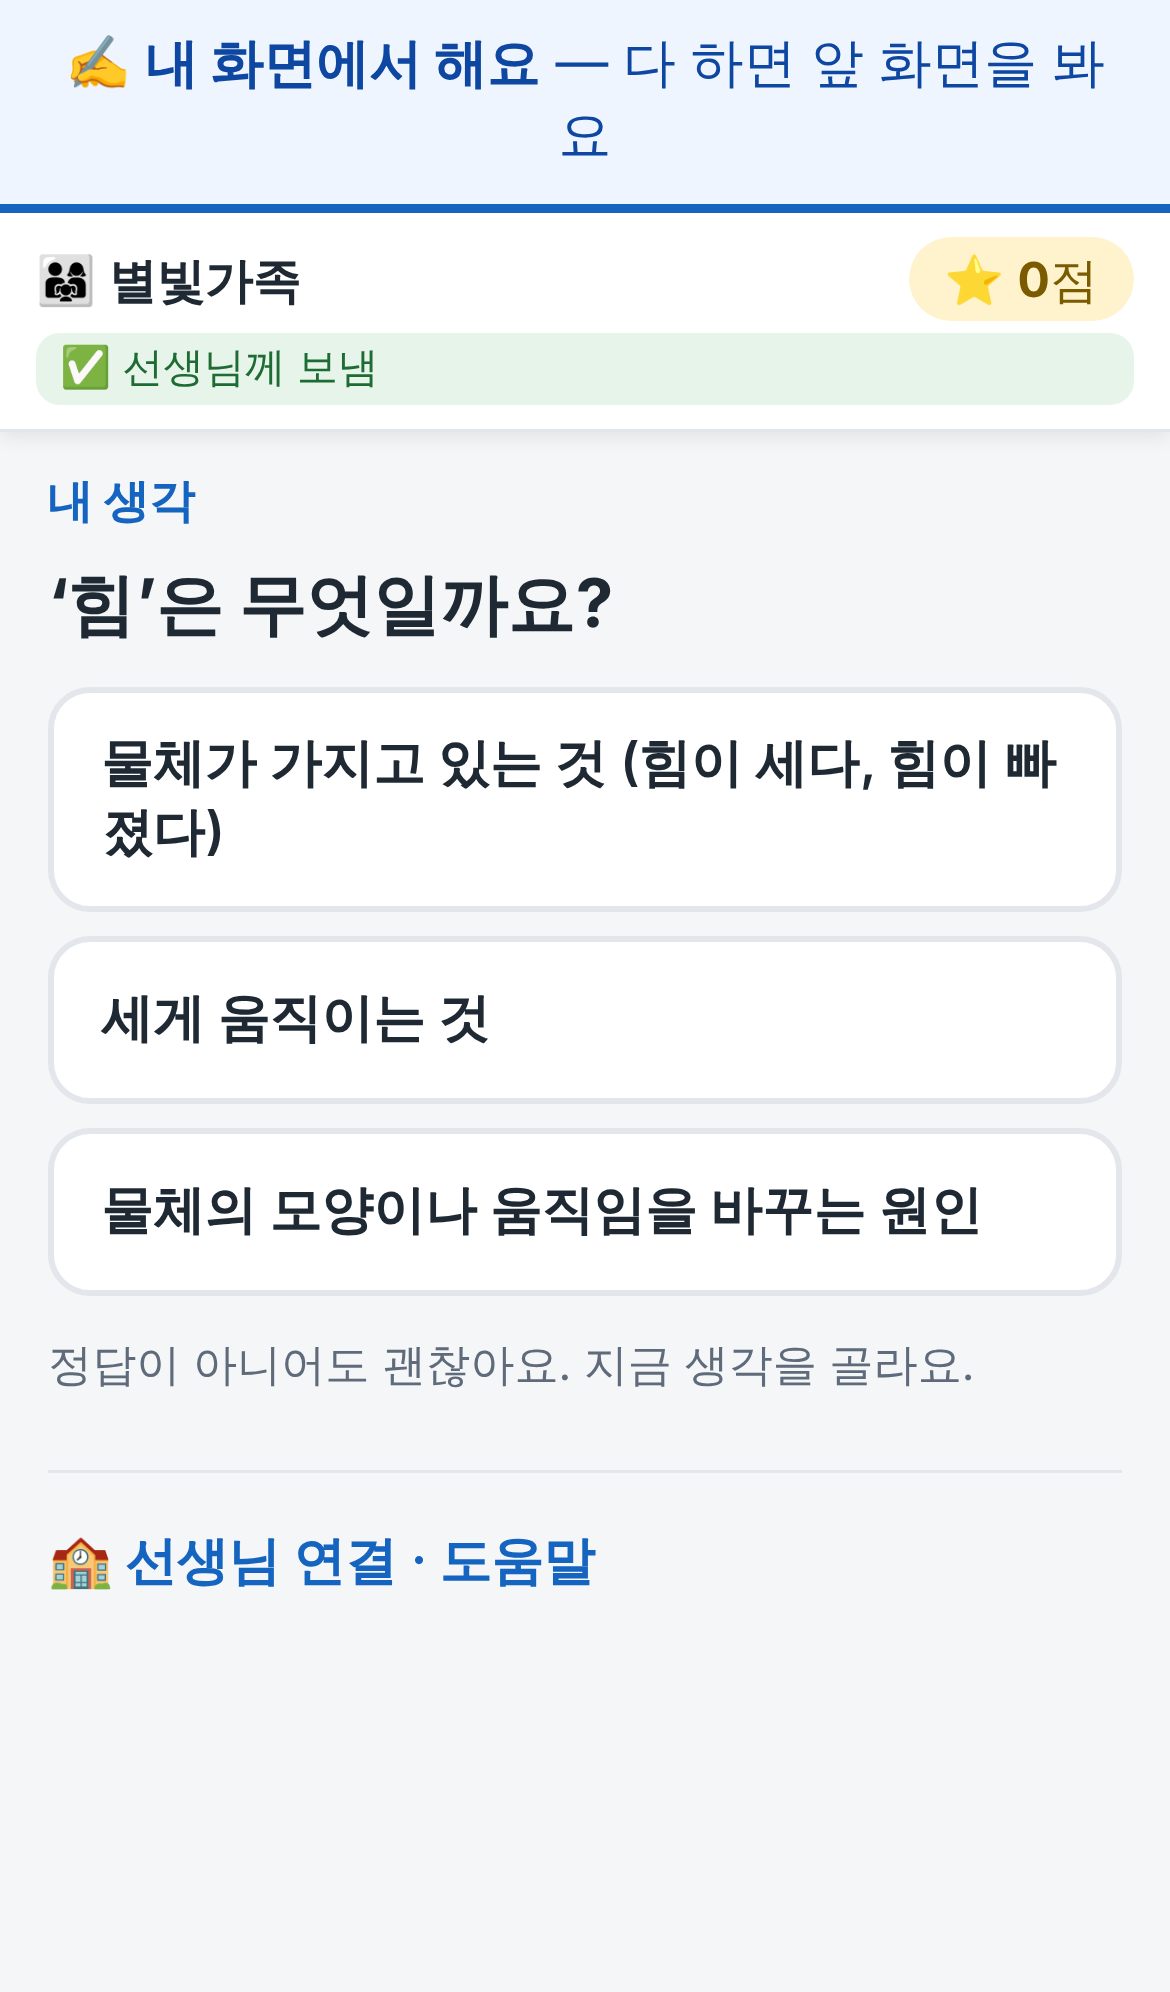 ✍️ 내 화면에서 해요 — 다 하면 앞 화면을 봐
요
별빛가족
⭐ 0점
✅ 선생님께 보냄
내 생각
‘힘’은 무엇일까요?
물체가 가지고 있는 것 (힘이 세다, 힘이 빠
졌다)
세게 움직이는 것
물체의 모양이나 움직임을 바꾸는 원인
정답이 아니어도 괜찮아요. 지금 생각을 골라요.
🏫 선생님 연결 · 도움말